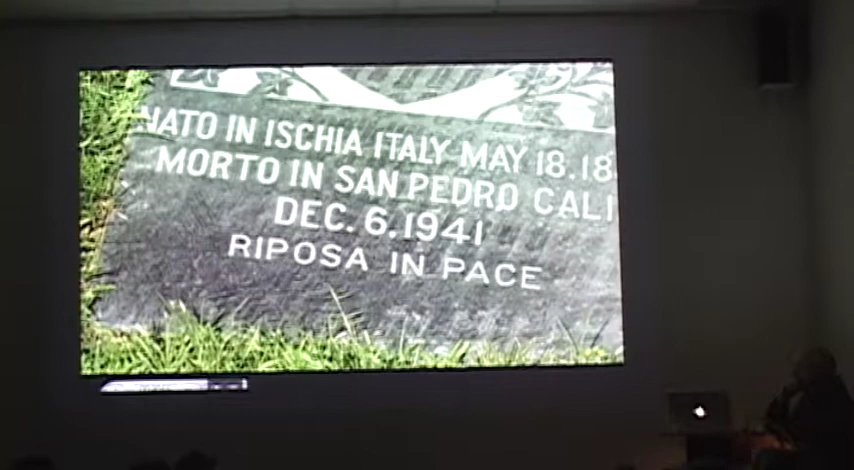 NATO IN ISCHIA ITALY MAY 18.18
MORTO IN SAN PEDRO CALI
DEC. 6.1941
RIPOSA IN PACE